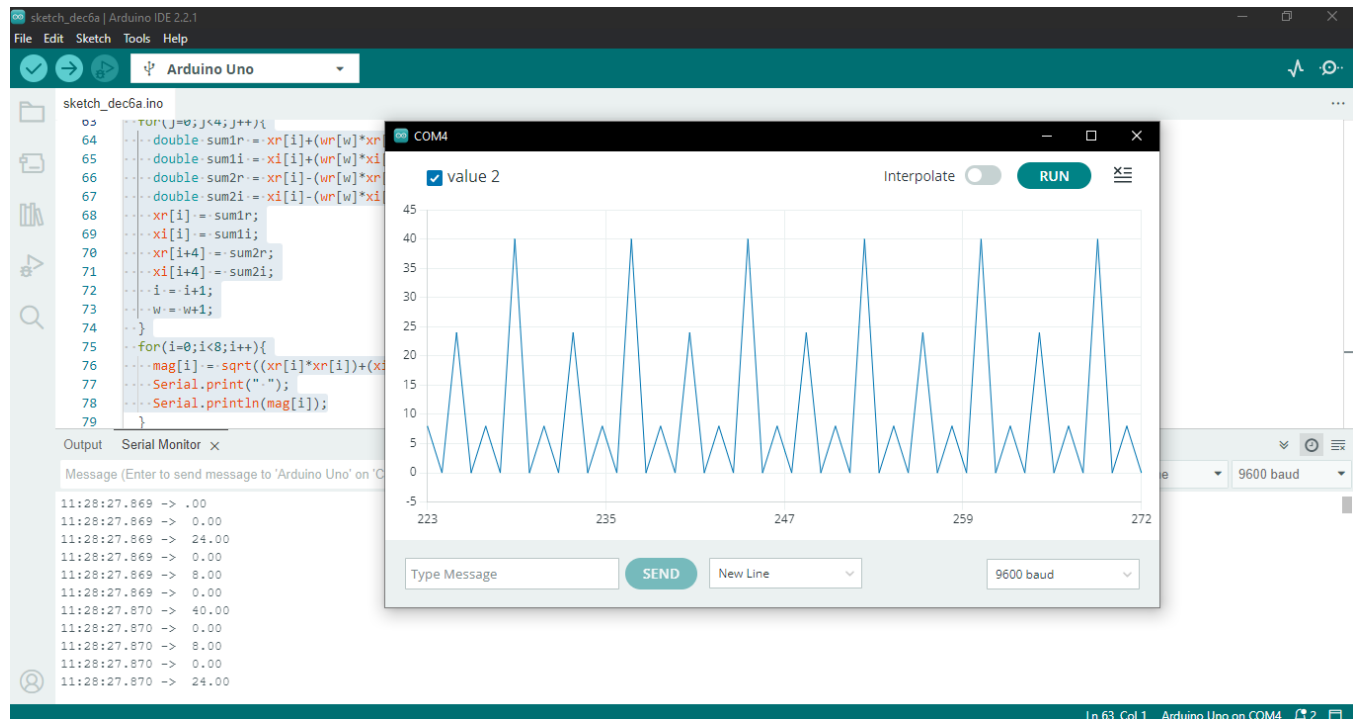 sketch_dec6a | Arduino IDE 2.2.1
File Edit Sketch Tools Help
Arduino Uno
sketch_dec6a.ino
63 for(j=0;j<4;j++){
64 double sum1r = xr[i]+(wr[w]*xr[
65 double sum1i = xi[i]+(wr[w]*xi[
66 double sum2r = xr[i]-(wr[w]*xr[
67 double sum2i = xi[i]-(wr[w]*xi[
68 xr[i] = sum1r;
69 xi[i] = sum1i;
70 xr[i+4] = sum2r;
71 xi[i+4] = sum2i;
72 i = i+1;
73 w = w+1;
74 }
75 for(i=0;i<8;i++){
76 mag[i] = sqrt((xr[i]*xr[i])+(xi
77 Serial.print(" ");
78 Serial.println(mag[i]);
79 }
COM4
value 2
Interpolate
RUN
45
40
35
30
25
20
15
10
5
0
-5
223 235 247 259 272
Type Message
SEND
New Line
9600 baud
Output Serial Monitor
Message (Enter to send message to 'Arduino Uno' on 'C
e
9600 baud
11:28:27.869 -> .00
11:28:27.869 -> 0.00
11:28:27.869 -> 24.00
11:28:27.869 -> 0.00
11:28:27.869 -> 8.00
11:28:27.869 -> 0.00
11:28:27.870 -> 40.00
11:28:27.870 -> 0.00
11:28:27.870 -> 8.00
11:28:27.870 -> 0.00
11:28:27.870 -> 24.00
Ln 63, Col 1 Arduino Uno on COM4 2